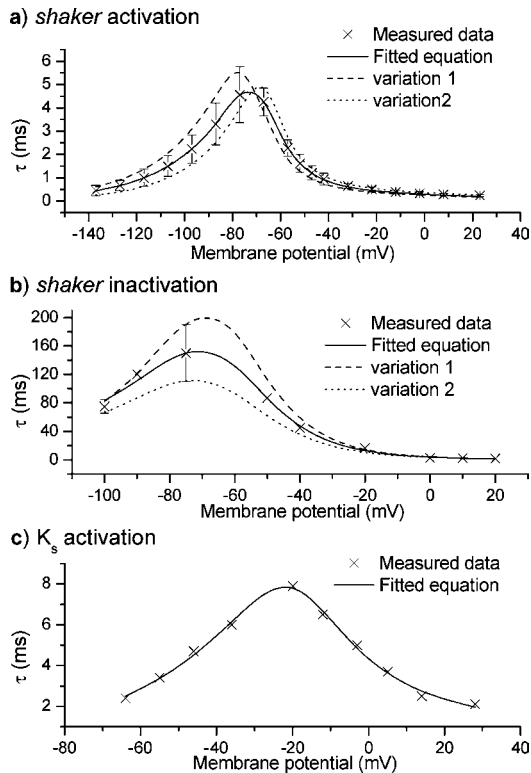 a) shaker activation
Measured data
Fitted equation
variation 1
variation2
τ (ms)
6
5
4
3
2
1
0
-140 -120 -100 -80 -60 -40 -20 0 20 40
Membrane potential (mV)
b) shaker inactivation
Measured data
Fitted equation
variation 1
variation 2
τ (ms)
200
160
120
80
40
0
-100 -80 -60 -40 -20 0 20
Membrane potential (mV)
c) Ks activation
Measured data
Fitted equation
τ (ms)
8
6
4
2
0
-80 -60 -40 -20 0 20 40
Membrane potential (mV)